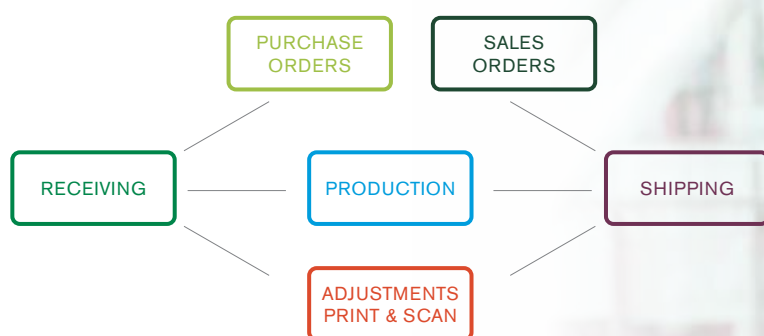 PURCHASE
ORDERS
SALES
ORDERS
RECEIVING
PRODUCTION
SHIPPING
ADJUSTMENTS
PRINT & SCAN